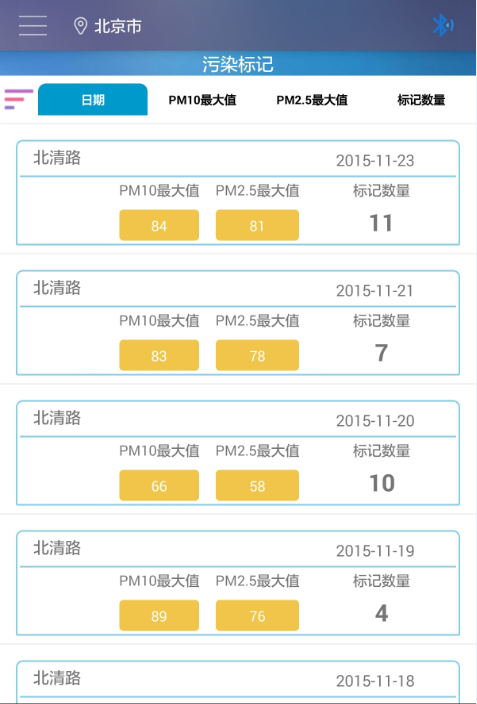 北京市
污染标记
日期 PM10最大值 PM2.5最大值 标记数量
北清路 2015-11-23
PM10最大值 PM2.5最大值 标记数量
84 81 11
北清路 2015-11-21
PM10最大值 PM2.5最大值 标记数量
83 78 7
北清路 2015-11-20
PM10最大值 PM2.5最大值 标记数量
66 58 10
北清路 2015-11-19
PM10最大值 PM2.5最大值 标记数量
89 76 4
北清路 2015-11-18